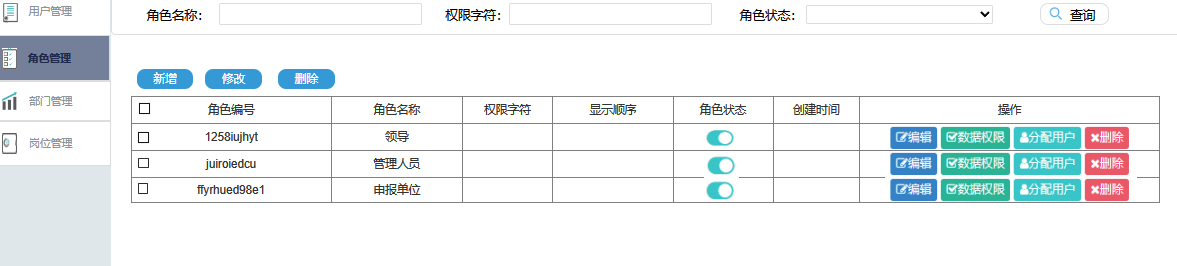 用户管理
角色管理
部门管理
岗位管理
角色名称： 权限字符： 角色状态： 查询
新增 修改 删除
角色编号 角色名称 权限字符 显示顺序 角色状态 创建时间 操作
1258iujhyt 领导 编辑 数据权限 分配用户 删除
juiroiedcu 管理人员 编辑 数据权限 分配用户 删除
ffyrhued98e1 申报单位 编辑 数据权限 分配用户 删除